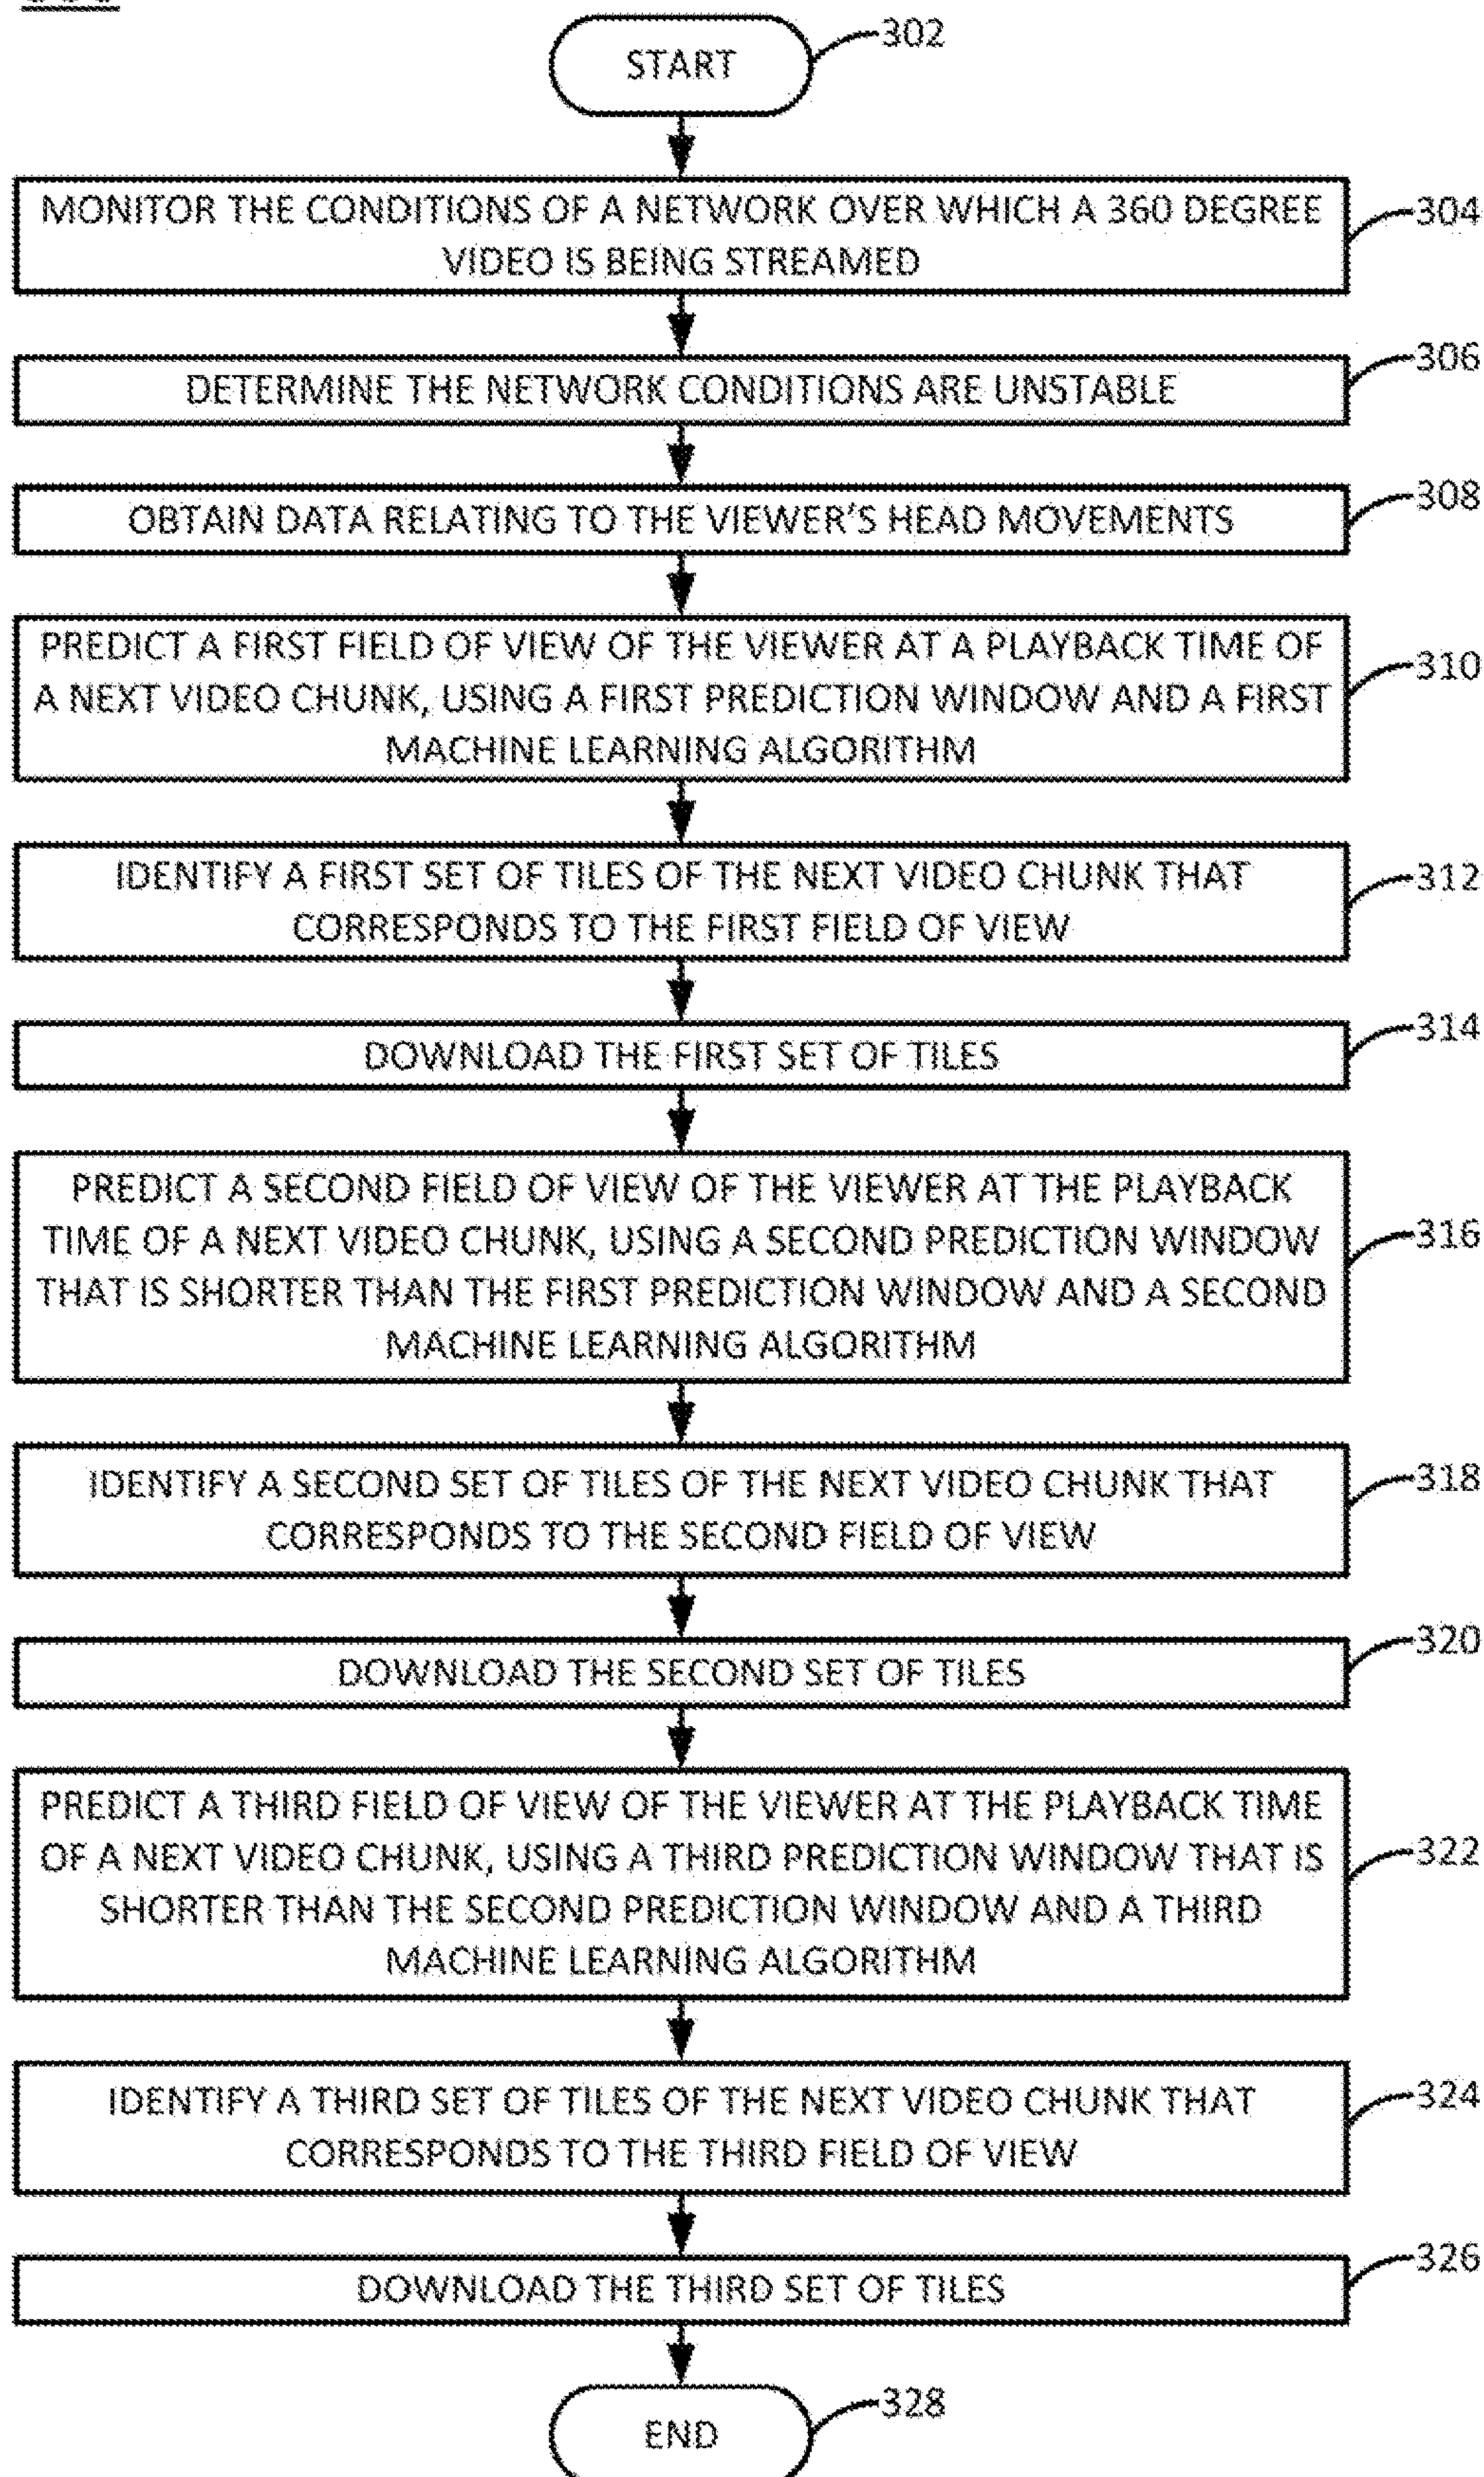 START
302
MONITOR THE CONDITIONS OF A NETWORK OVER WHICH A 360 DEGREE
VIDEO IS BEING STREAMED
304
DETERMINE THE NETWORK CONDITIONS ARE UNSTABLE
306
OBTAIN DATA RELATING TO THE VIEWER'S HEAD MOVEMENTS
308
PREDICT A FIRST FIELD OF VIEW OF THE VIEWER AT A PLAYBACK TIME OF
A NEXT VIDEO CHUNK, USING A FIRST PREDICTION WINDOW AND A FIRST
MACHINE LEARNING ALGORITHM
310
IDENTIFY A FIRST SET OF TILES OF THE NEXT VIDEO CHUNK THAT
CORRESPONDS TO THE FIRST FIELD OF VIEW
312
DOWNLOAD THE FIRST SET OF TILES
314
PREDICT A SECOND FIELD OF VIEW OF THE VIEWER AT THE PLAYBACK
TIME OF A NEXT VIDEO CHUNK, USING A SECOND PREDICTION WINDOW
THAT IS SHORTER THAN THE FIRST PREDICTION WINDOW AND A SECOND
MACHINE LEARNING ALGORITHM
316
IDENTIFY A SECOND SET OF TILES OF THE NEXT VIDEO CHUNK THAT
CORRESPONDS TO THE SECOND FIELD OF VIEW
318
DOWNLOAD THE SECOND SET OF TILES
320
PREDICT A THIRD FIELD OF VIEW OF THE VIEWER AT THE PLAYBACK TIME
OF A NEXT VIDEO CHUNK, USING A THIRD PREDICTION WINDOW THAT IS
SHORTER THAN THE SECOND PREDICTION WINDOW AND A THIRD
MACHINE LEARNING ALGORITHM
322
IDENTIFY A THIRD SET OF TILES OF THE NEXT VIDEO CHUNK THAT
CORRESPONDS TO THE THIRD FIELD OF VIEW
324
DOWNLOAD THE THIRD SET OF TILES
326
END
328